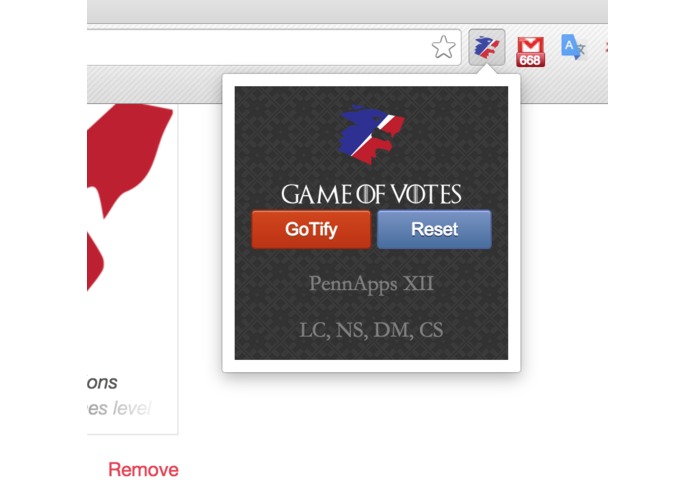 668
A
GAME OF VOTES
GoTify Reset
PennApps XII
LC, NS, DM, CS
ons
es level
Remove